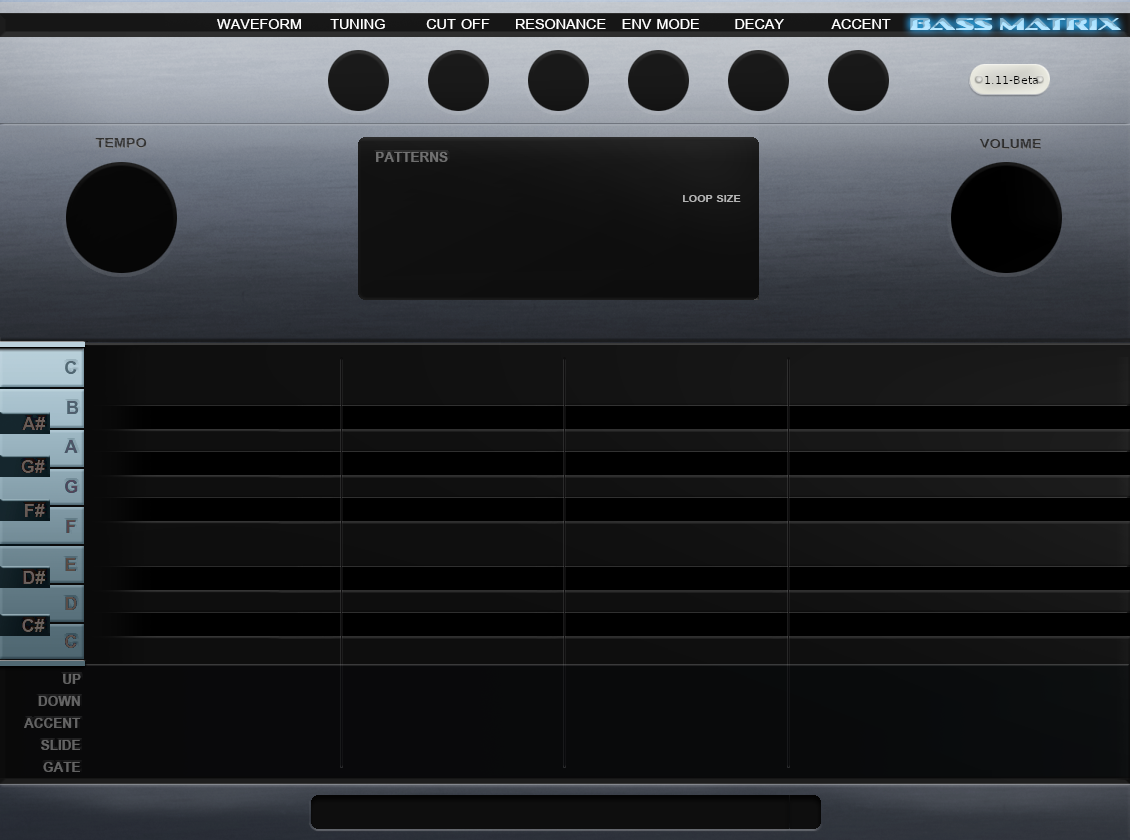 WAVEFORM TUNING CUT OFF RESONANCE ENV MODE DECAY ACCENT BASS MATRIX
1.11-Beta
TEMPO
PATTERNS
VOLUME
LOOP SIZE
C
B
A#
A
G#
G
F#
F
E
D#
D
C#
C
UP
DOWN
ACCENT
SLIDE
GATE